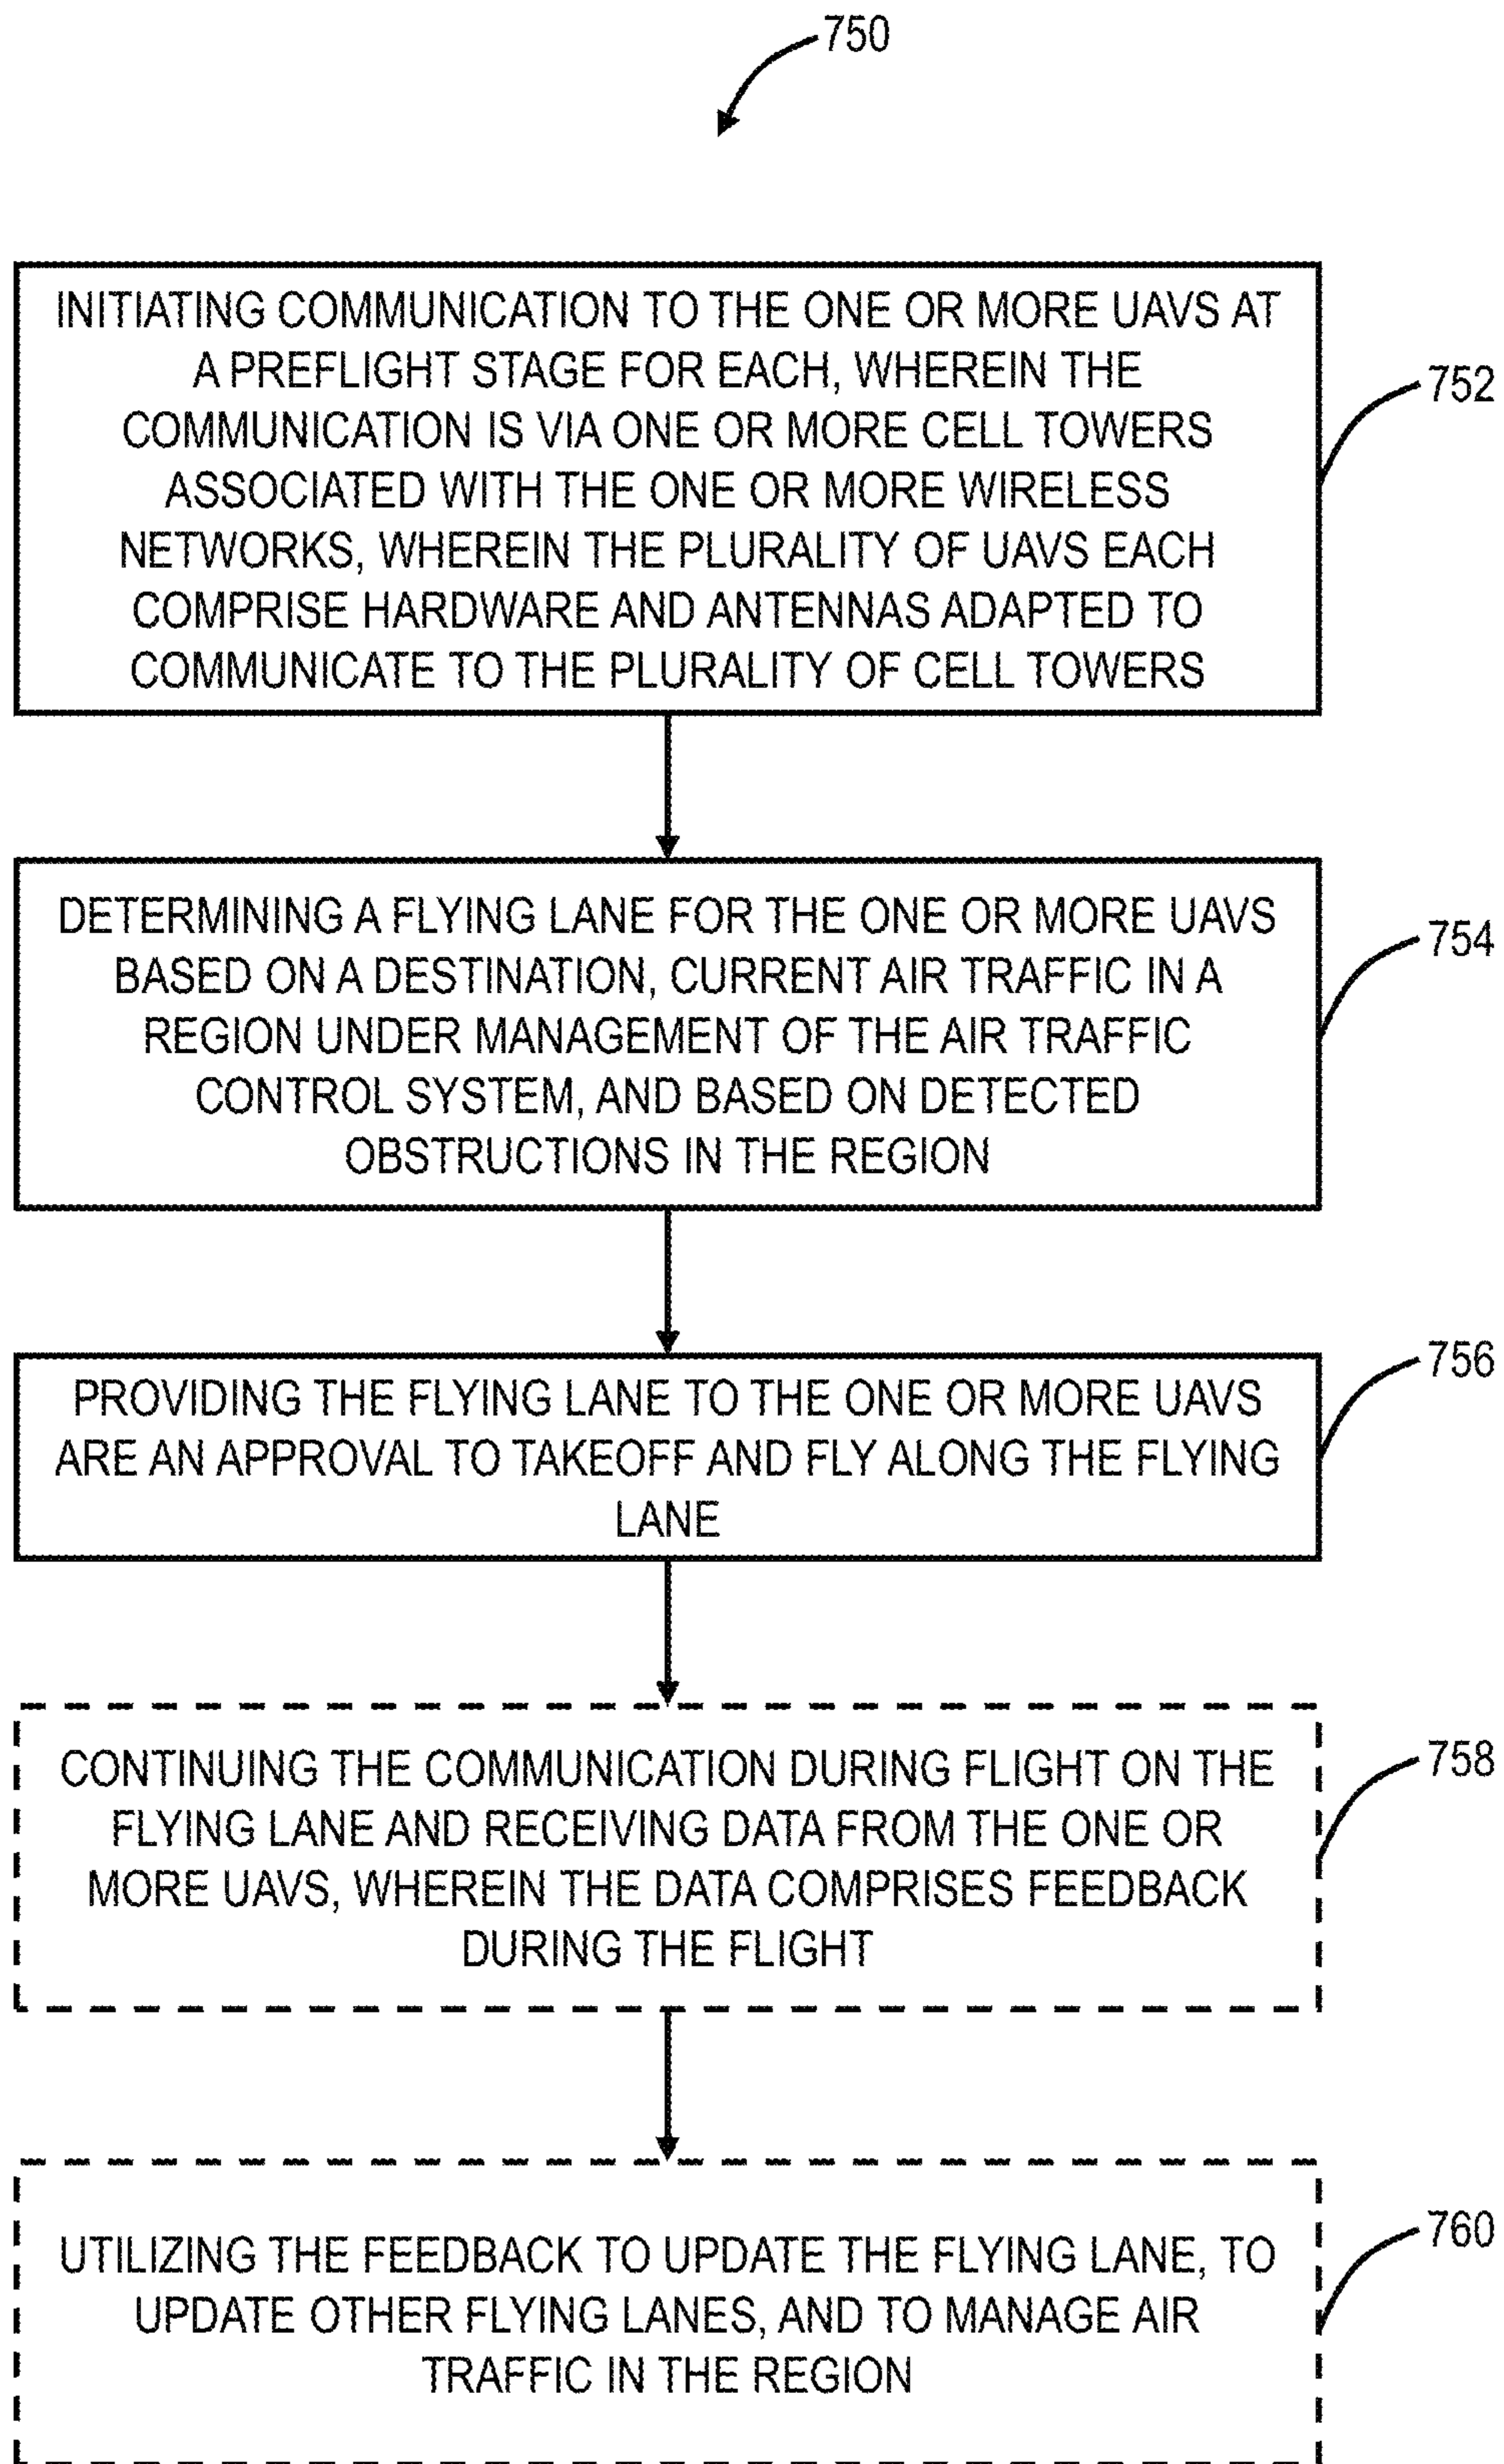 750
INITIATING COMMUNICATION TO THE ONE OR MORE UAVS AT
A PREFLIGHT STAGE FOR EACH, WHEREIN THE
COMMUNICATION IS VIA ONE OR MORE CELL TOWERS
ASSOCIATED WITH THE ONE OR MORE WIRELESS
NETWORKS, WHEREIN THE PLURALITY OF UAVS EACH
COMPRISE HARDWARE AND ANTENNAS ADAPTED TO
COMMUNICATE TO THE PLURALITY OF CELL TOWERS
752
DETERMINING A FLYING LANE FOR THE ONE OR MORE UAVS
BASED ON A DESTINATION, CURRENT AIR TRAFFIC IN A
REGION UNDER MANAGEMENT OF THE AIR TRAFFIC
CONTROL SYSTEM, AND BASED ON DETECTED
OBSTRUCTIONS IN THE REGION
754
PROVIDING THE FLYING LANE TO THE ONE OR MORE UAVS
ARE AN APPROVAL TO TAKEOFF AND FLY ALONG THE FLYING
LANE
756
CONTINUING THE COMMUNICATION DURING FLIGHT ON THE
FLYING LANE AND RECEIVING DATA FROM THE ONE OR
MORE UAVS, WHEREIN THE DATA COMPRISES FEEDBACK
DURING THE FLIGHT
758
UTILIZING THE FEEDBACK TO UPDATE THE FLYING LANE, TO
UPDATE OTHER FLYING LANES, AND TO MANAGE AIR
TRAFFIC IN THE REGION
760